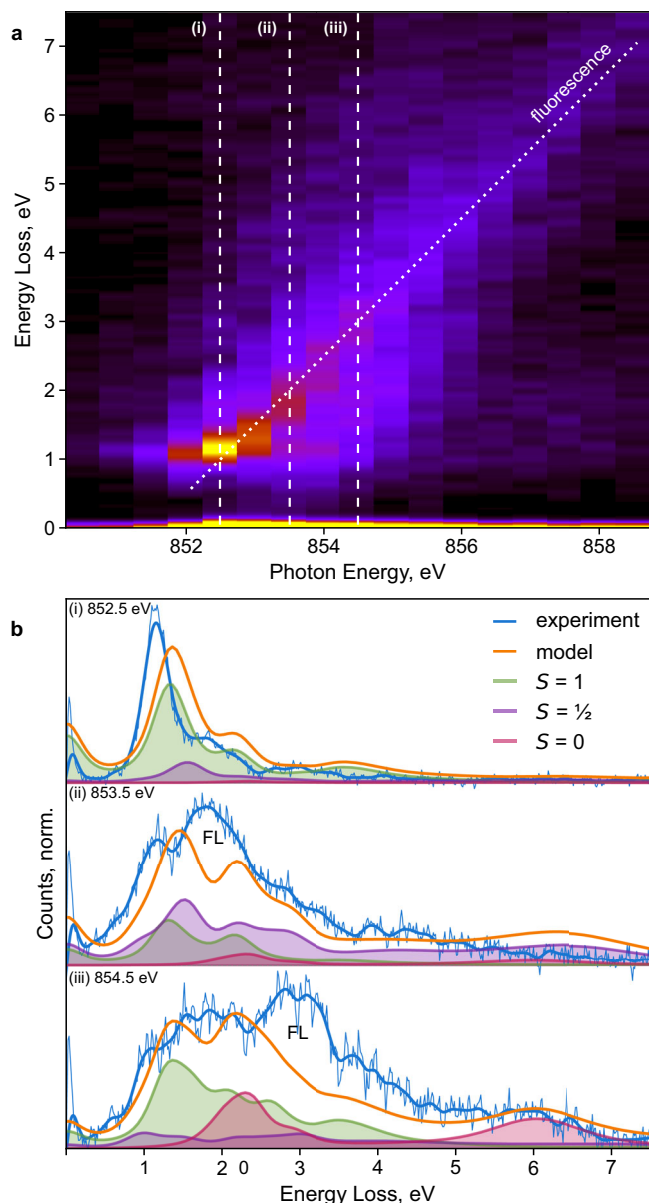 a
(i) (ii) (iii)
fluorescence
7
6
5
4
3
2
1
0
Energy Loss, eV
852 854 856 858
Photon Energy, eV
b
(i) 852.5 eV
experiment
model
S = 1
S = ½
S = 0
(ii) 853.5 eV
FL
(iii) 854.5 eV
FL
Counts, norm.
1 2 0 3 4 5 6 7
Energy Loss, eV